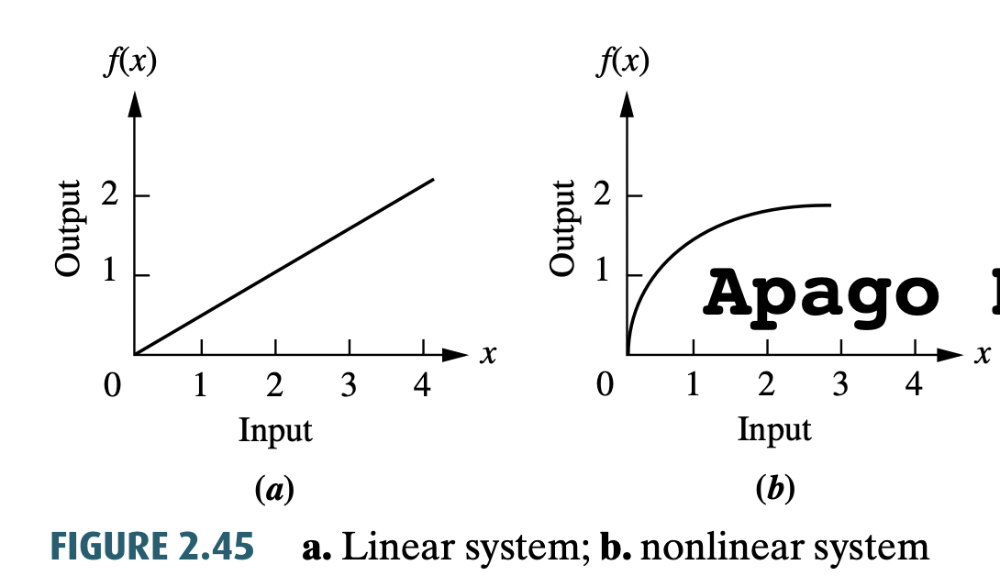 f(x)
Output
2
1
0 1 2 3 4 x
Input
(a)
f(x)
Output
2
1
0 1 2 3 4 x
Input
(b)
Apago
FIGURE 2.45 a. Linear system; b. nonlinear system